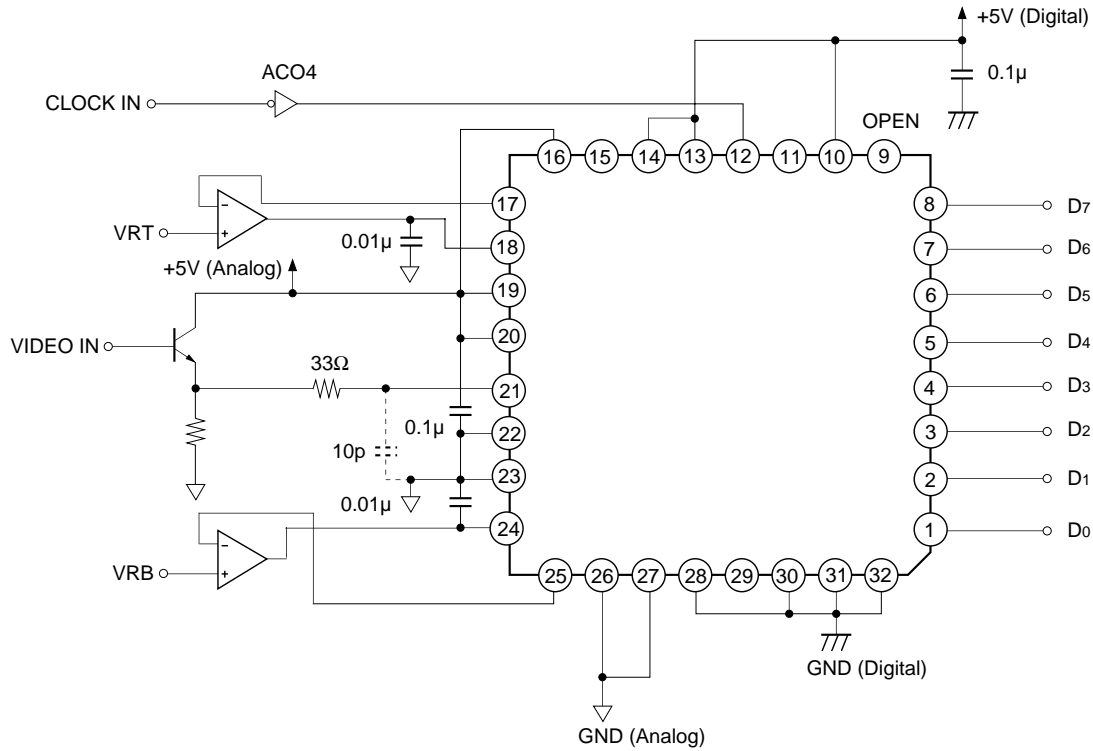 +5V (Digital)
ACO4
0.1µ
CLOCK IN
OPEN
16 15 14 13 12 11 10 9
17
8 D7
VRT
0.01µ
18
7 D6
+5V (Analog)
19
6 D5
20
5 D4
VIDEO IN
33Ω
21
4 D3
0.1µ
22
3 D2
10p
23
2 D1
0.01µ
24
1 D0
VRB
25 26 27 28 29 30 31 32
GND (Digital)
GND (Analog)